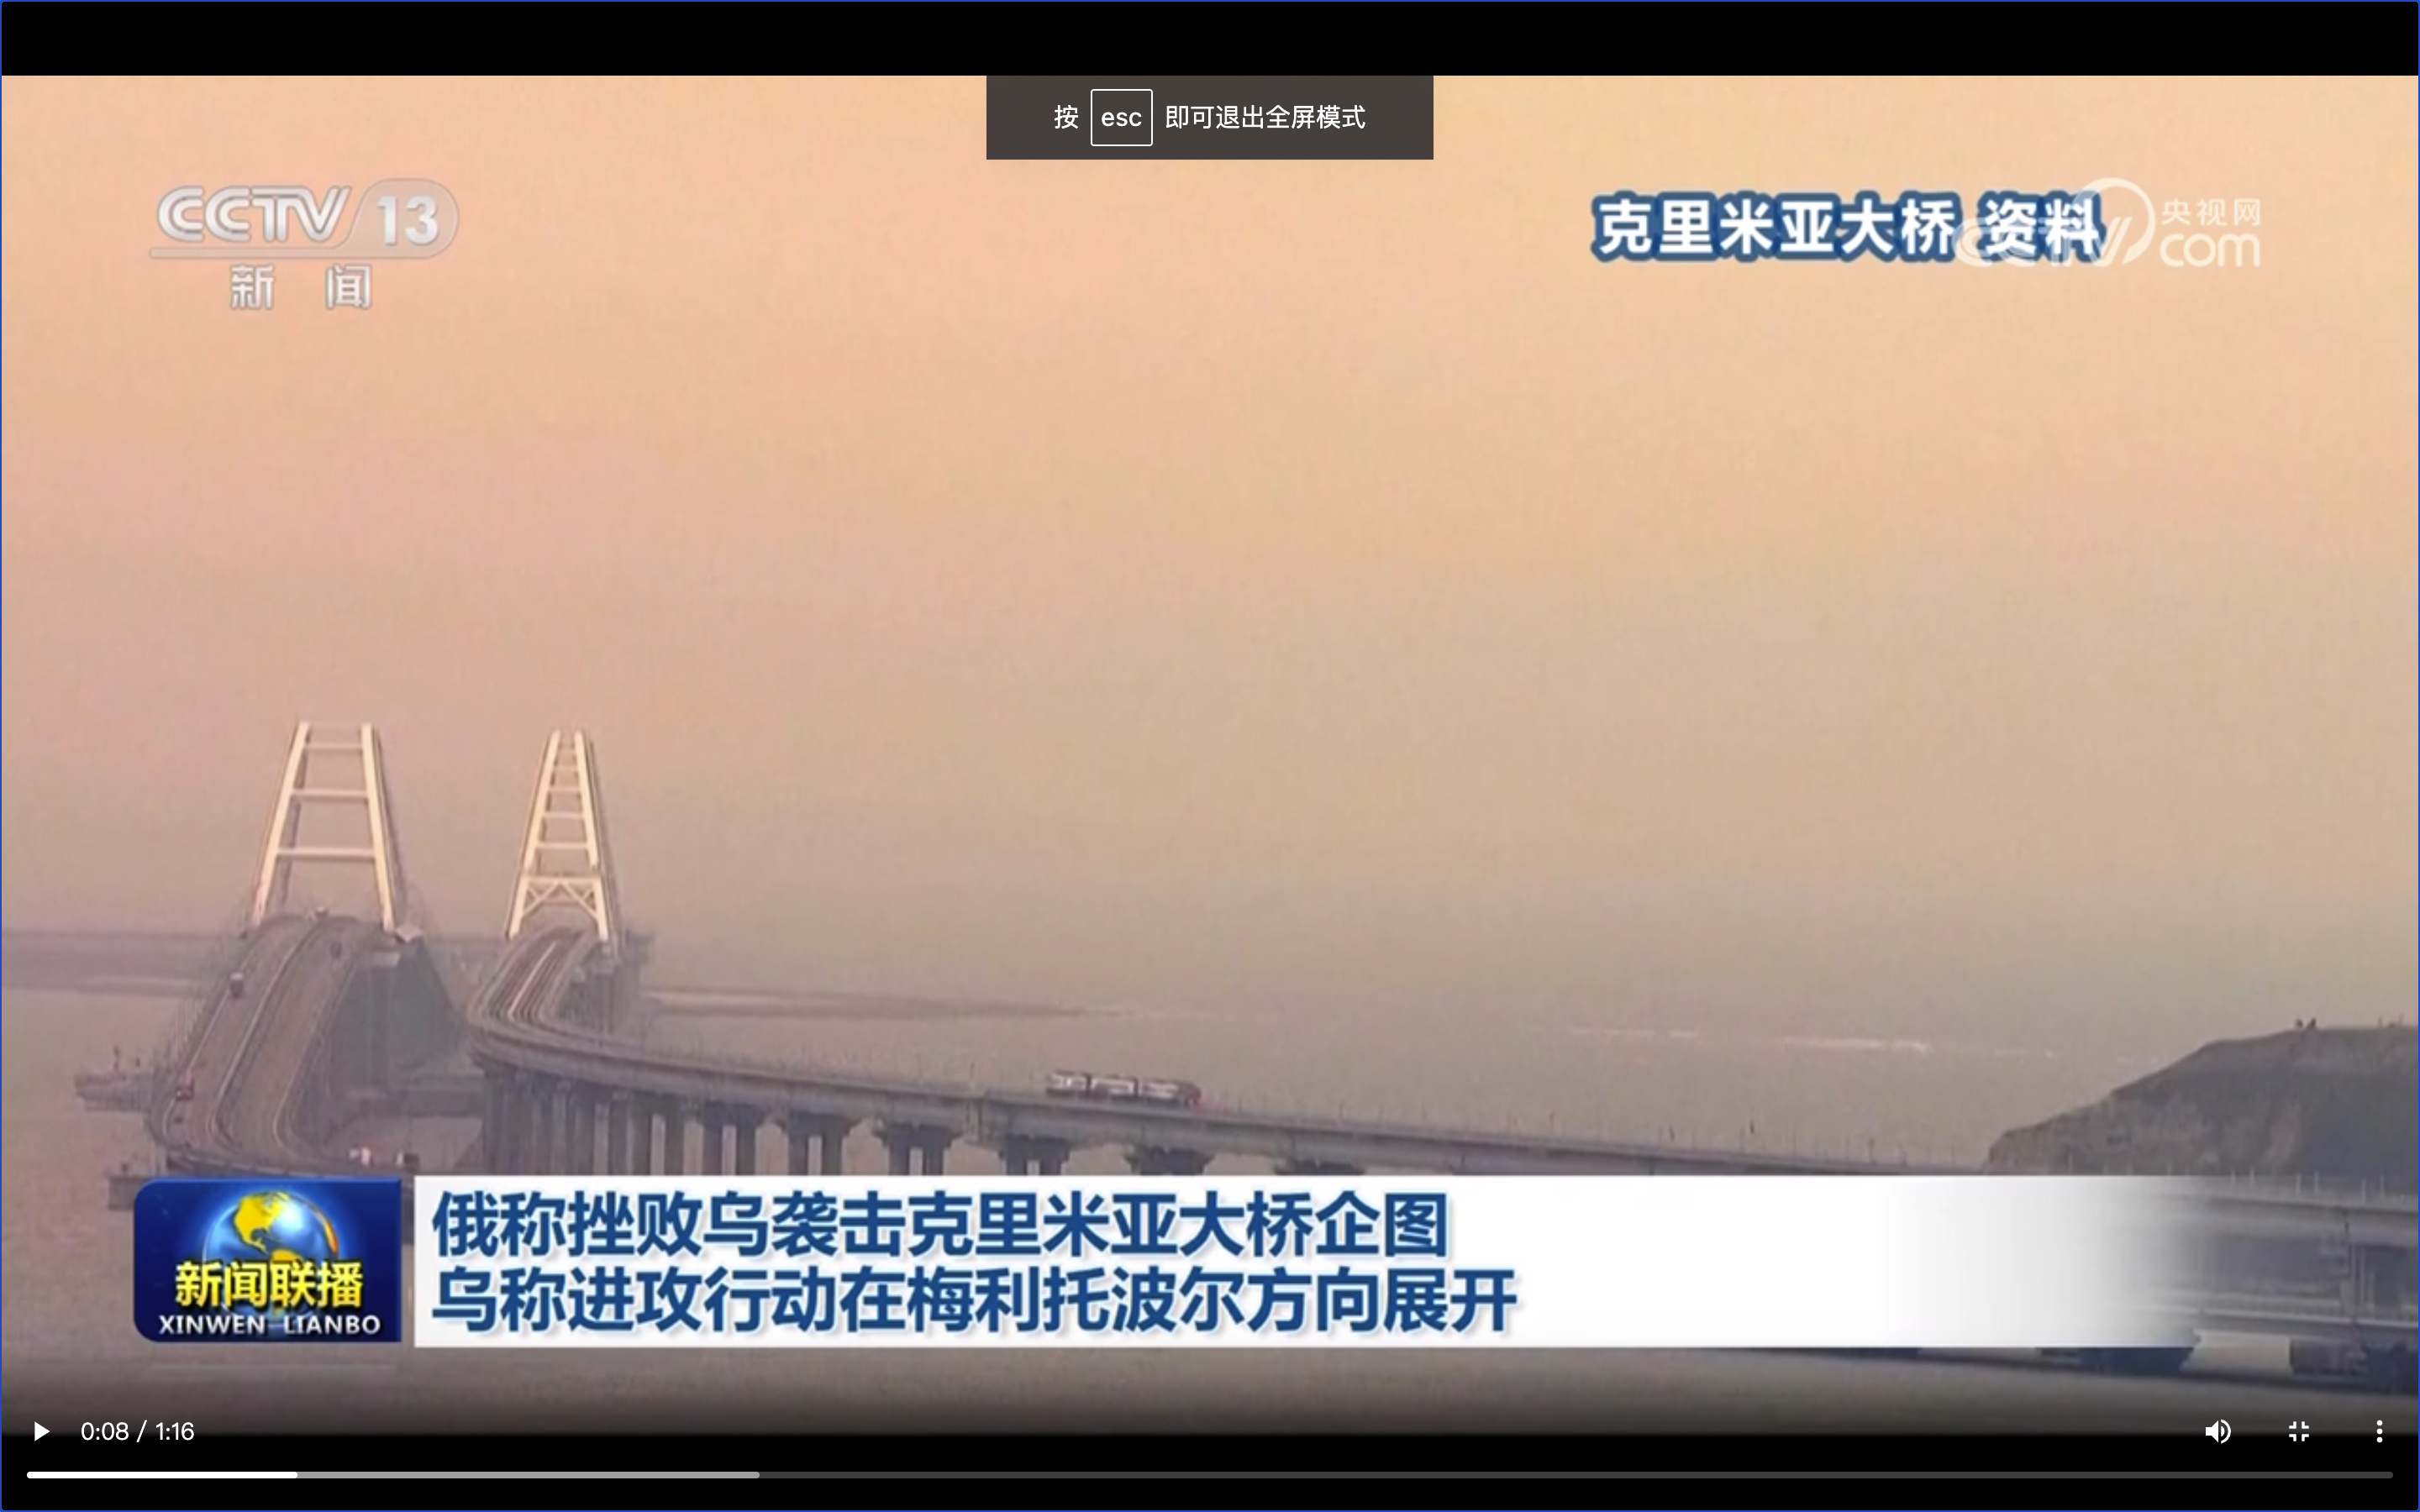 按 esc 即可退出全屏模式
CCTV 13
新闻
克里米亚大桥 资料
央视网
CCTV com
俄称挫败乌袭击克里米亚大桥企图
乌称进攻行动在梅利托波尔方向展开
新闻联播
XINWEN LIANBO
0:08 / 1:16